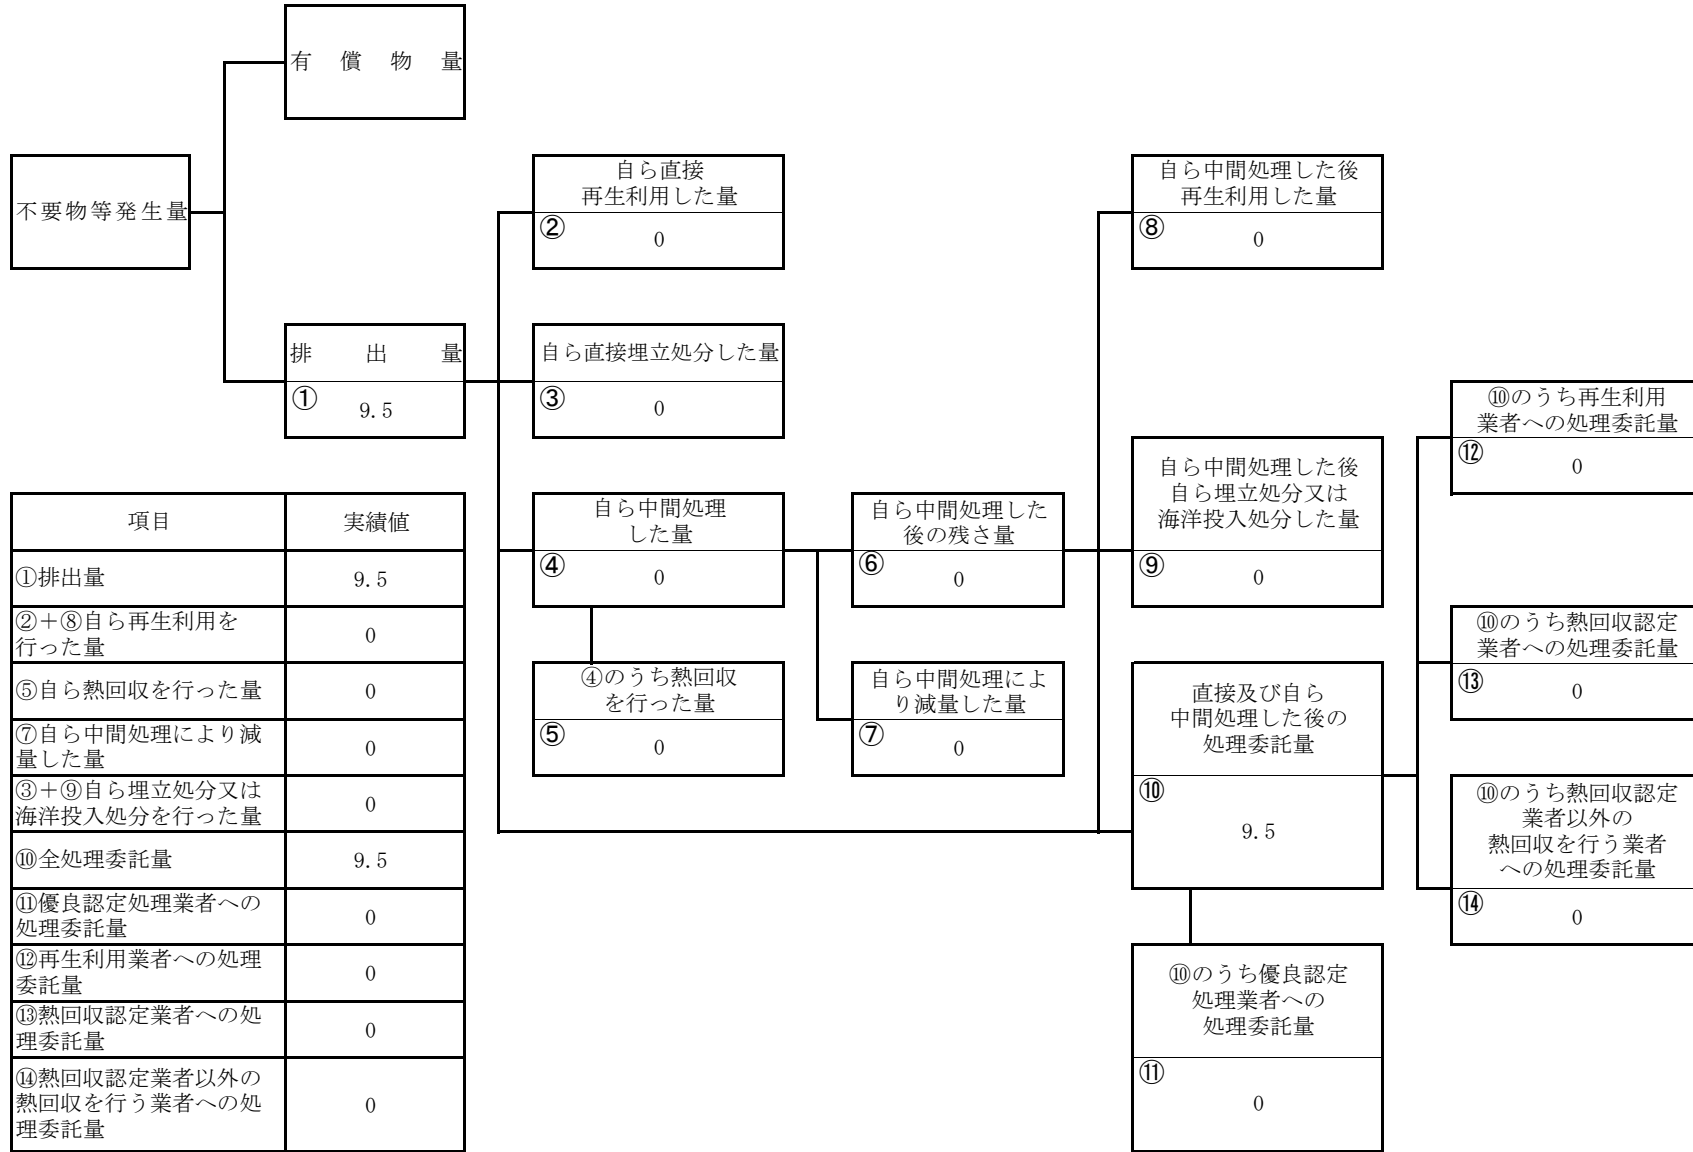 有償物量
不要物等発生量
排出量
①
9.5
自ら直接
再生利用した量
②
0
自ら直接埋立処分した量
③
0
自ら中間処理
した量
④
0
④のうち熱回収
を行った量
⑤
0
自ら中間処理した
後の残さ量
⑥
0
自ら中間処理によ
り減量した量
⑦
0
自ら中間処理した後
再生利用した量
⑧
0
自ら中間処理した後
自ら埋立処分又は
海洋投入処分した量
⑨
0
直接及び自ら
中間処理した後の
処理委託量
⑩
9.5
⑩のうち優良認定
処理業者への
処理委託量
⑪
0
⑩のうち再生利用
業者への処理委託量
⑫
0
⑩のうち熱回収認定
業者への処理委託量
⑬
0
⑩のうち熱回収認定
業者以外の
熱回収を行う業者
への処理委託量
⑭
0
項目 実績値
①排出量 9.5
②+⑧自ら再生利用を
行った量 0
⑤自ら熱回収を行った量 0
⑦自ら中間処理により減
量した量 0
③+⑨自ら埋立処分又は
海洋投入処分を行った量 0
⑩全処理委託量 9.5
⑪優良認定処理業者への
処理委託量 0
⑫再生利用業者への処理
委託量 0
⑬熱回収認定業者への処
理委託量 0
⑭熱回収認定業者以外の
熱回収を行う業者への処
理委託量 0